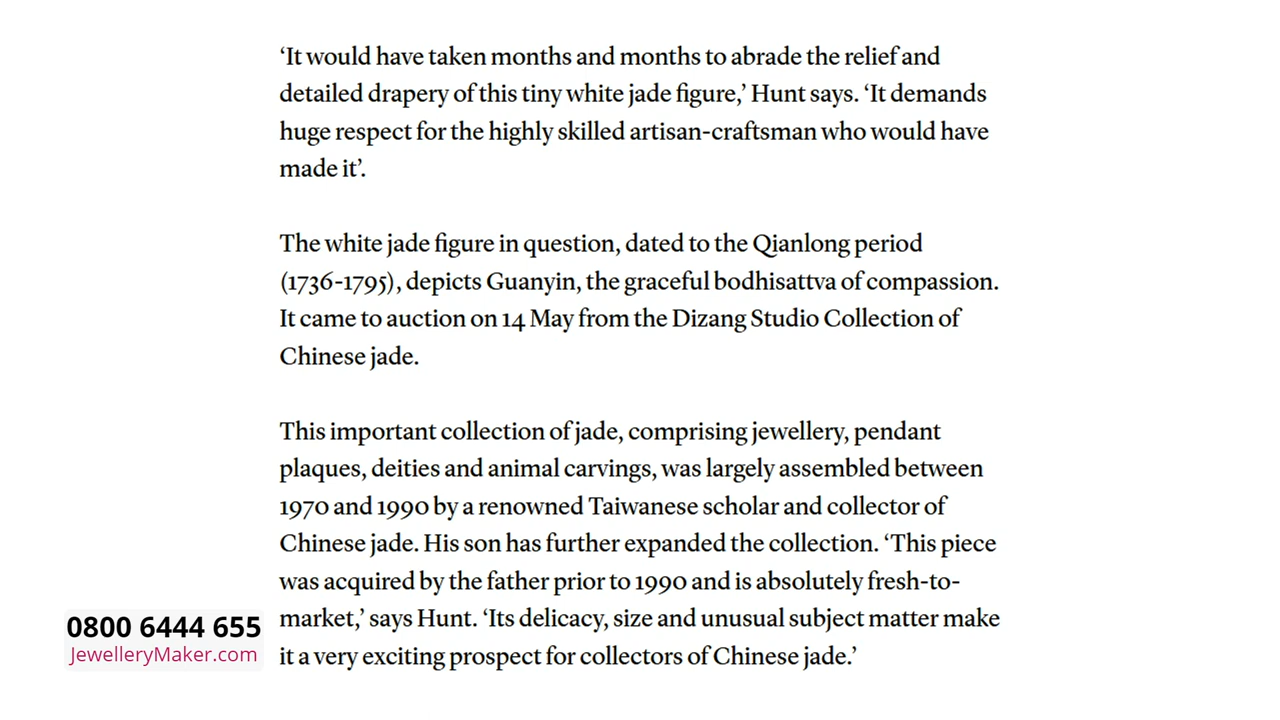 ‘It would have taken months and months to abrade the relief and
detailed drapery of this tiny white jade figure,’ Hunt says. ‘It demands
huge respect for the highly skilled artisan-craftsman who would have
made it’.
The white jade figure in question, dated to the Qianlong period
(1736-1795), depicts Guanyin, the graceful bodhisattva of compassion.
It came to auction on 14 May from the Dizang Studio Collection of
Chinese jade.
This important collection of jade, comprising jewellery, pendant
plaques, deities and animal carvings, was largely assembled between
1970 and 1990 by a renowned Taiwanese scholar and collector of
Chinese jade. His son has further expanded the collection. ‘This piece
was acquired by the father prior to 1990 and is absolutely fresh-to-
market,’ says Hunt. ‘Its delicacy, size and unusual subject matter make
it a very exciting prospect for collectors of Chinese jade.’
0800 6444 655
JewelleryMaker.com